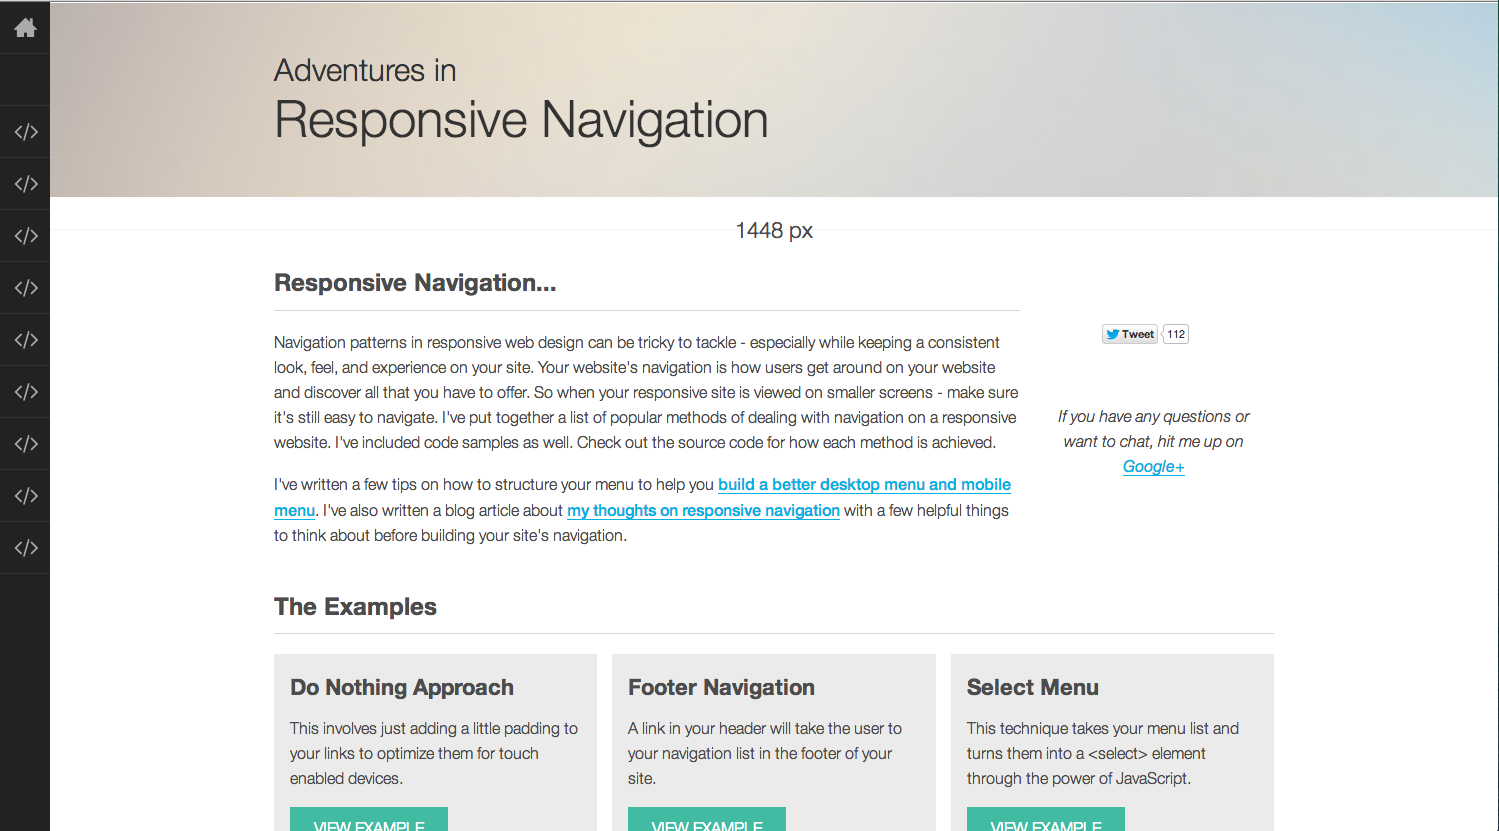 Adventures in
Responsive Navigation
1448 px
Responsive Navigation...
Navigation patterns in responsive web design can be tricky to tackle - especially while keeping a consistent
look, feel, and experience on your site. Your website's navigation is how users get around on your website
and discover all that you have to offer. So when your responsive site is viewed on smaller screens - make sure
it's still easy to navigate. I've put together a list of popular methods of dealing with navigation on a responsive
website. I've included code samples as well. Check out the source code for how each method is achieved.
I've written a few tips on how to structure your menu to help you build a better desktop menu and mobile
menu. I've also written a blog article about my thoughts on responsive navigation with a few helpful things
to think about before building your site's navigation.
Tweet 112
If you have any questions or
want to chat, hit me up on
Google+
The Examples
Do Nothing Approach
This involves just adding a little padding to
your links to optimize them for touch
enabled devices.
VIEW EXAMPLE
Footer Navigation
A link in your header will take the user to
your navigation list in the footer of your
site.
VIEW EXAMPLE
Select Menu
This technique takes your menu list and
turns them into a <select> element
through the power of JavaScript.
VIEW EXAMPLE